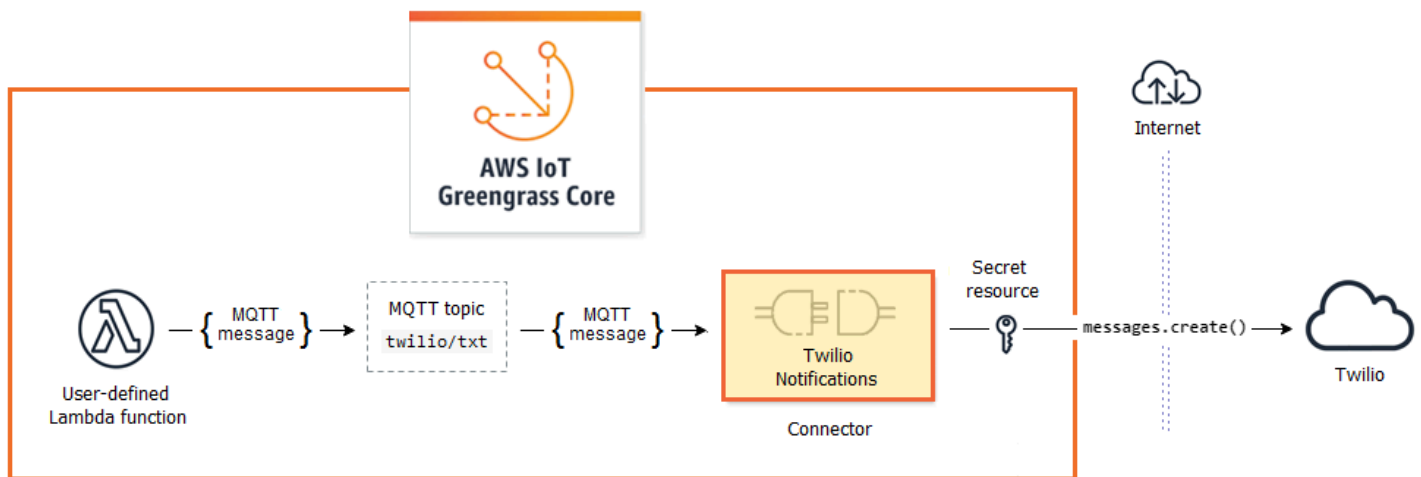 AWS IoT
Greengrass Core
Internet
Secret
resource
MQTT
message
MQTT topic
twilio/txt
MQTT
message
messages.create()
Twilio
Notifications
Twilio
User-defined
Lambda function
Connector